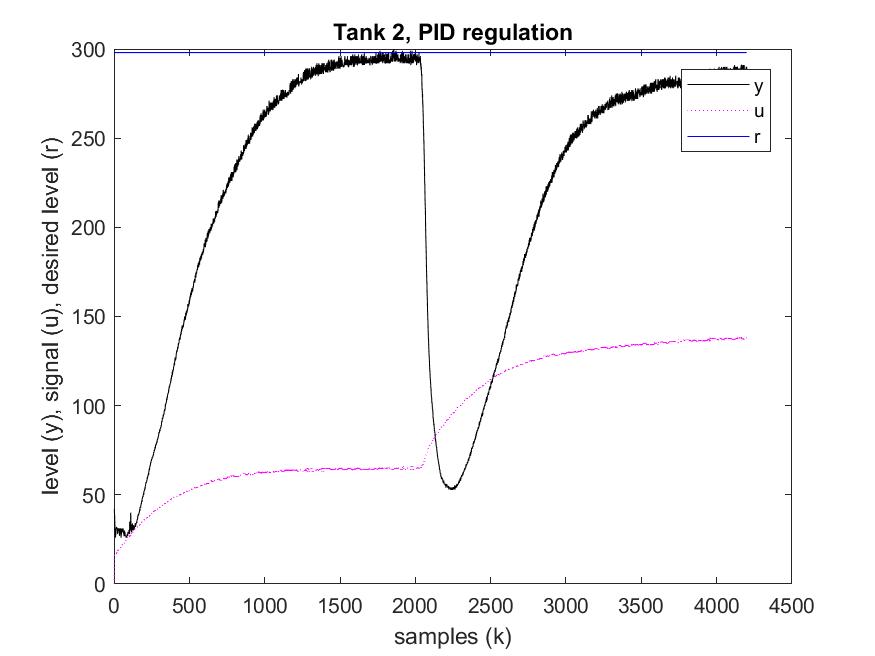 Tank 2, PID regulation
300
250
200
150
100
50
0
level (y), signal (u), desired level (r)
y
u
r
0 500 1000 1500 2000 2500 3000 3500 4000 4500
samples (k)